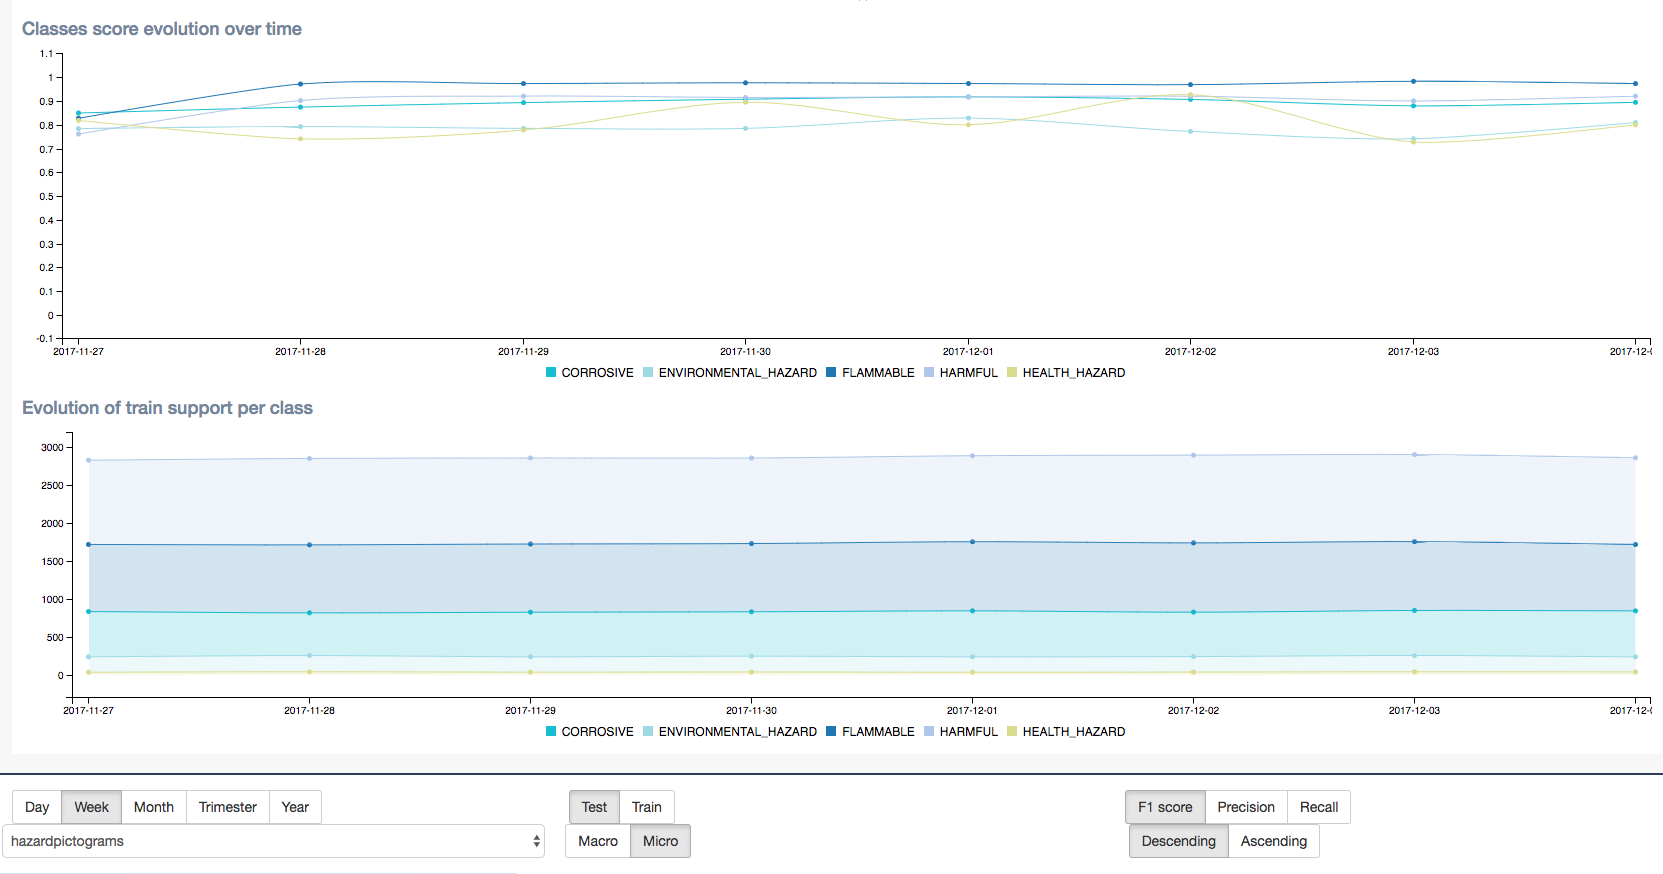 Classes score evolution over time
1.1
1
0.9
0.8
0.7
0.6
0.5
0.4
0.3
0.2
0.1
0
-0.1
2017-11-27 2017-11-28 2017-11-29 2017-11-30 2017-12-01 2017-12-02 2017-12-03 2017-12-0
CORROSIVE ENVIRONMENTAL_HAZARD FLAMMABLE HARMFUL HEALTH_HAZARD
Evolution of train support per class
3000
2500
2000
1500
1000
500
0
2017-11-27 2017-11-28 2017-11-29 2017-11-30 2017-12-01 2017-12-02 2017-12-03 2017-12-0
CORROSIVE ENVIRONMENTAL_HAZARD FLAMMABLE HARMFUL HEALTH_HAZARD
Day Week Month Trimester Year Test Train F1 score Precision Recall
hazardpictograms Macro Micro Descending Ascending